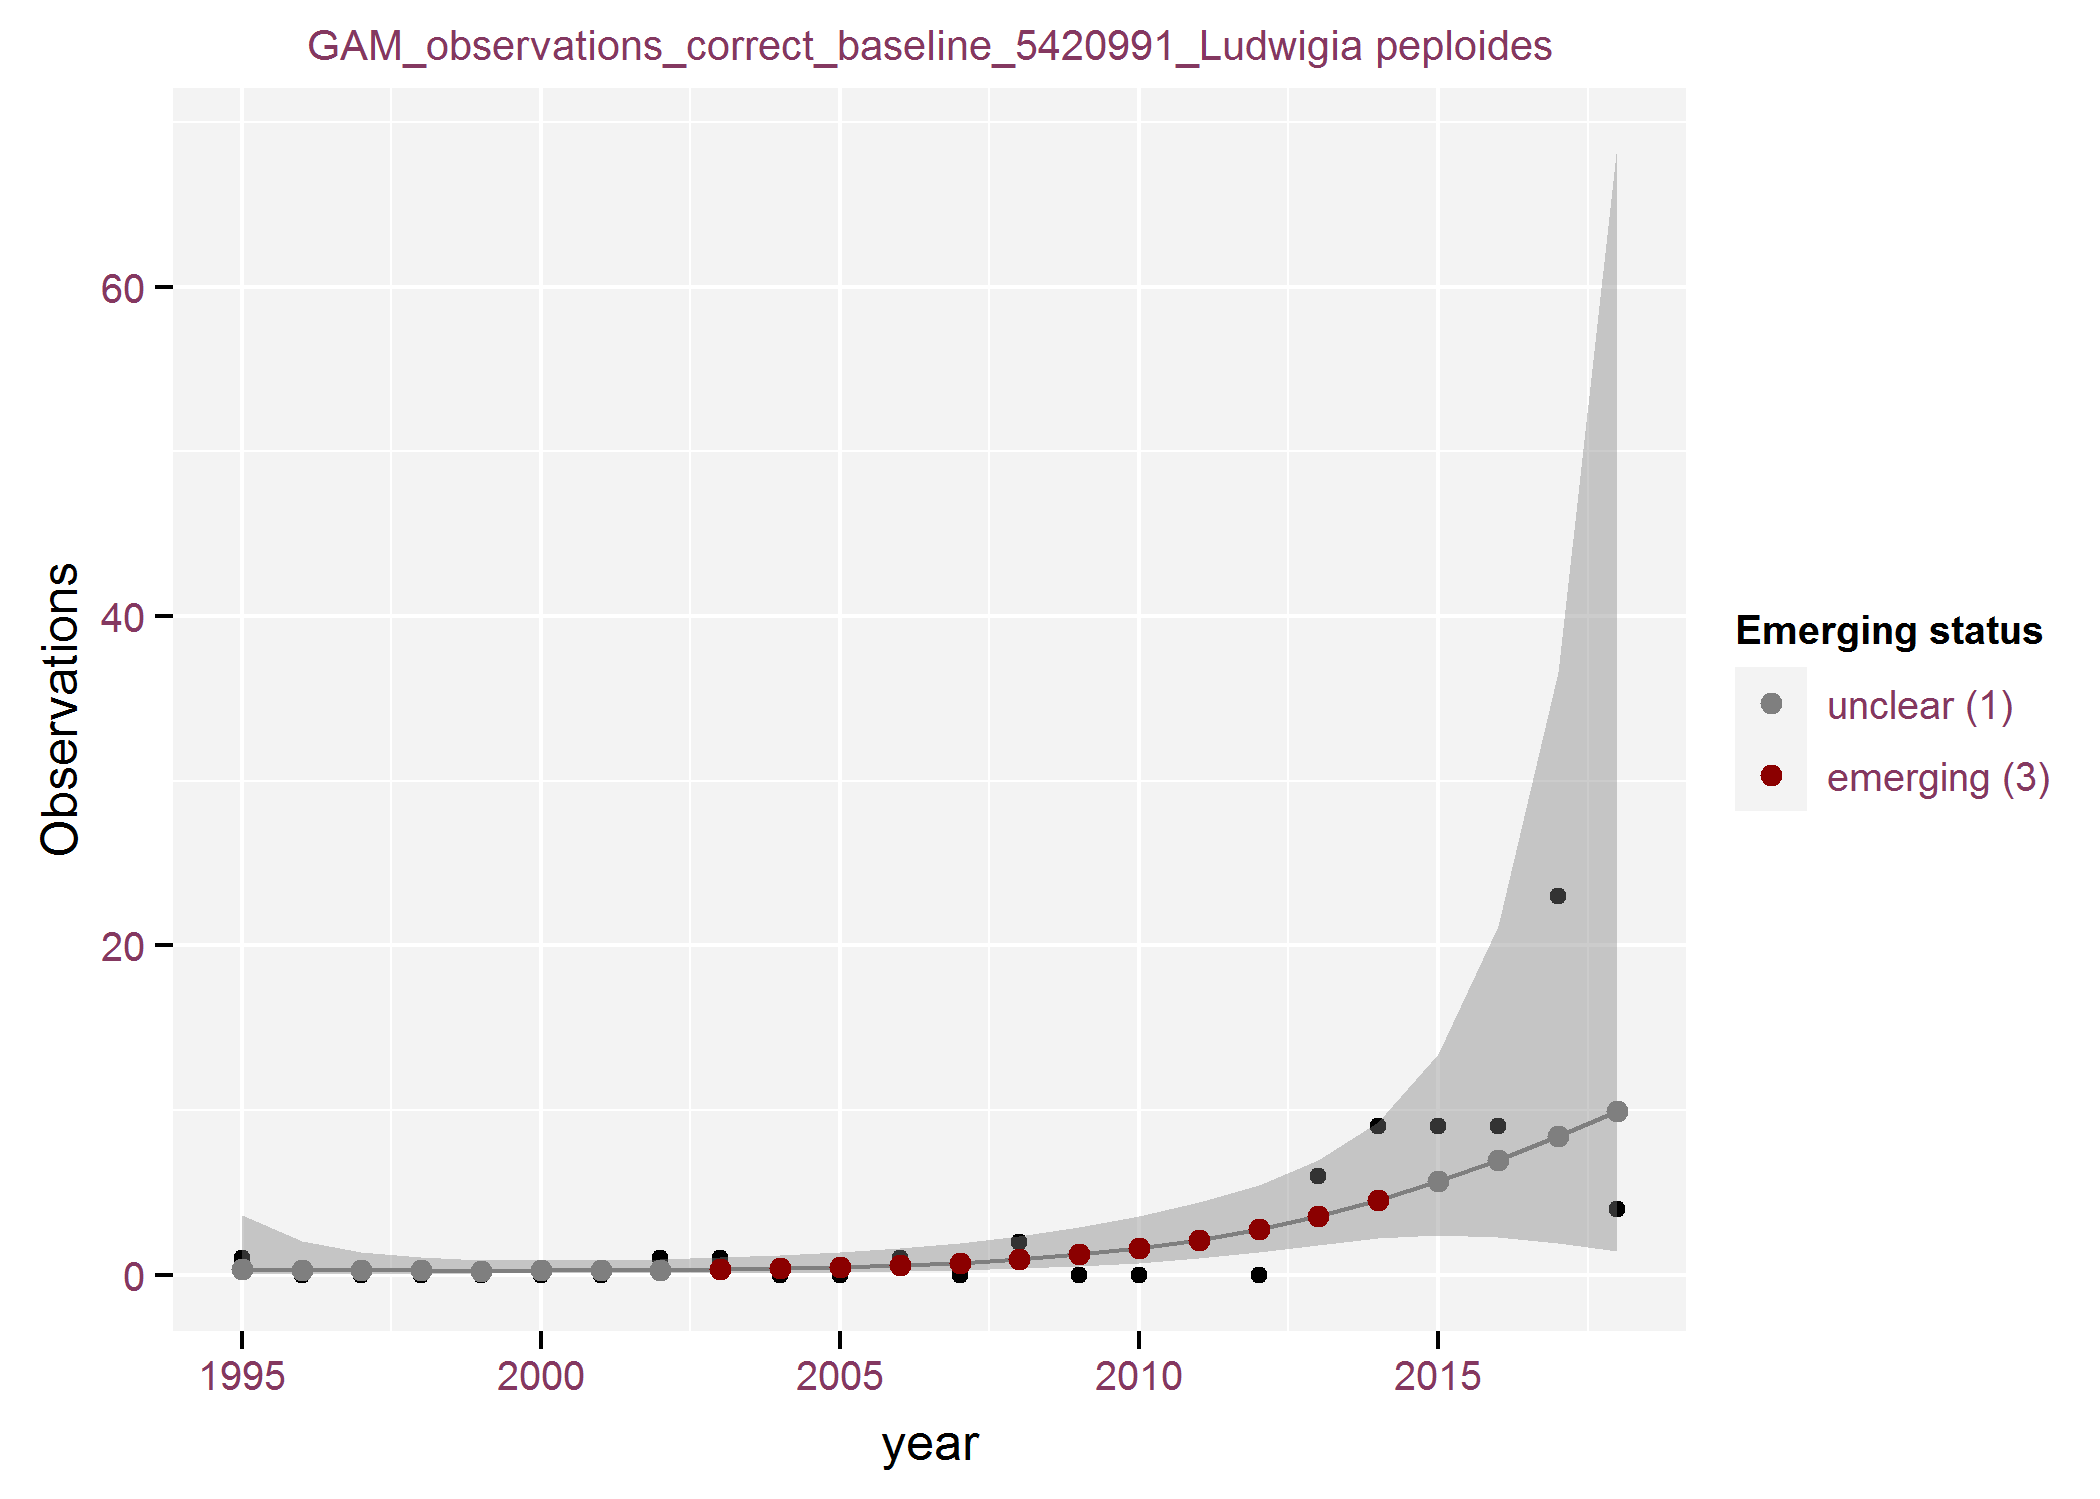 GAM_observations_correct_baseline_5420991_Ludwigia peploides
Observations
60
40
20
0
1995 2000 2005 2010 2015
year
Emerging status
unclear (1)
emerging (3)